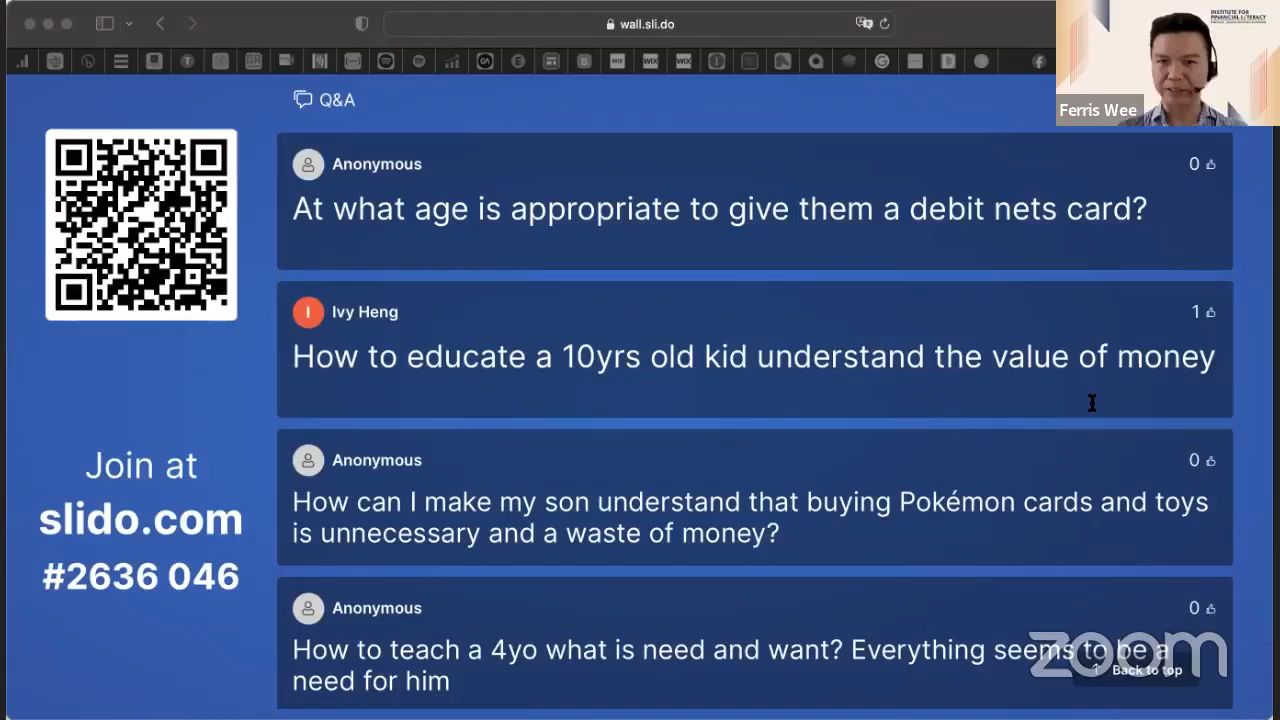 wall.sli.do
INSTITUTE FOR
FINANCIAL LITERACY
Ferris Wee
Q&A
Anonymous
0
At what age is appropriate to give them a debit nets card?
I
Ivy Heng
1
How to educate a 10yrs old kid understand the value of money
Anonymous
0
How can I make my son understand that buying Pokémon cards and toys
is unnecessary and a waste of money?
Anonymous
0
How to teach a 4yo what is need and want? Everything seems to be a
need for him
Join at
slido.com
#2636 046
zoom
↑ Back to top